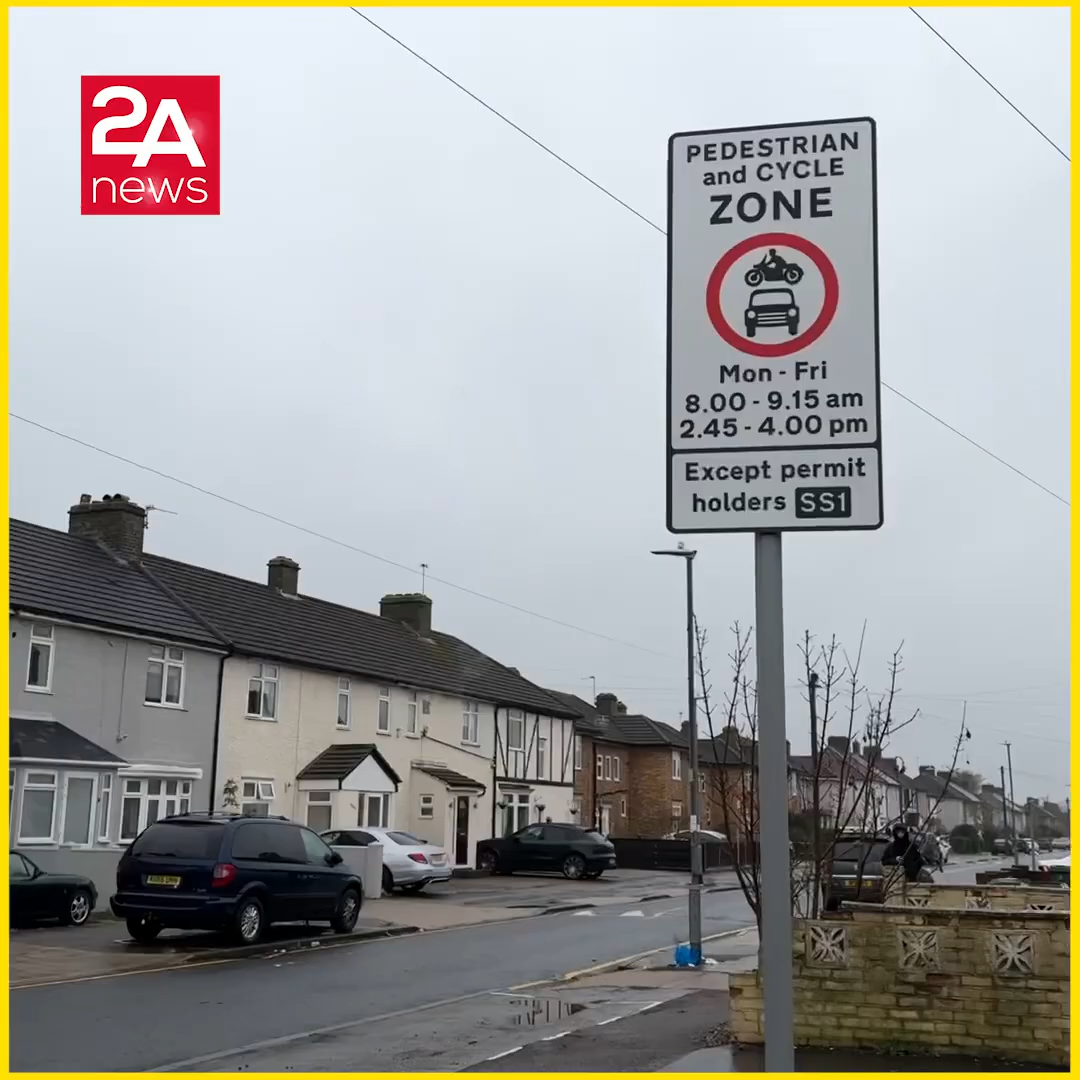 2A
news
PEDESTRIAN
and CYCLE
ZONE
Mon - Fri
8.00 - 9.15 am
2.45 - 4.00 pm
Except permit
holders SS1